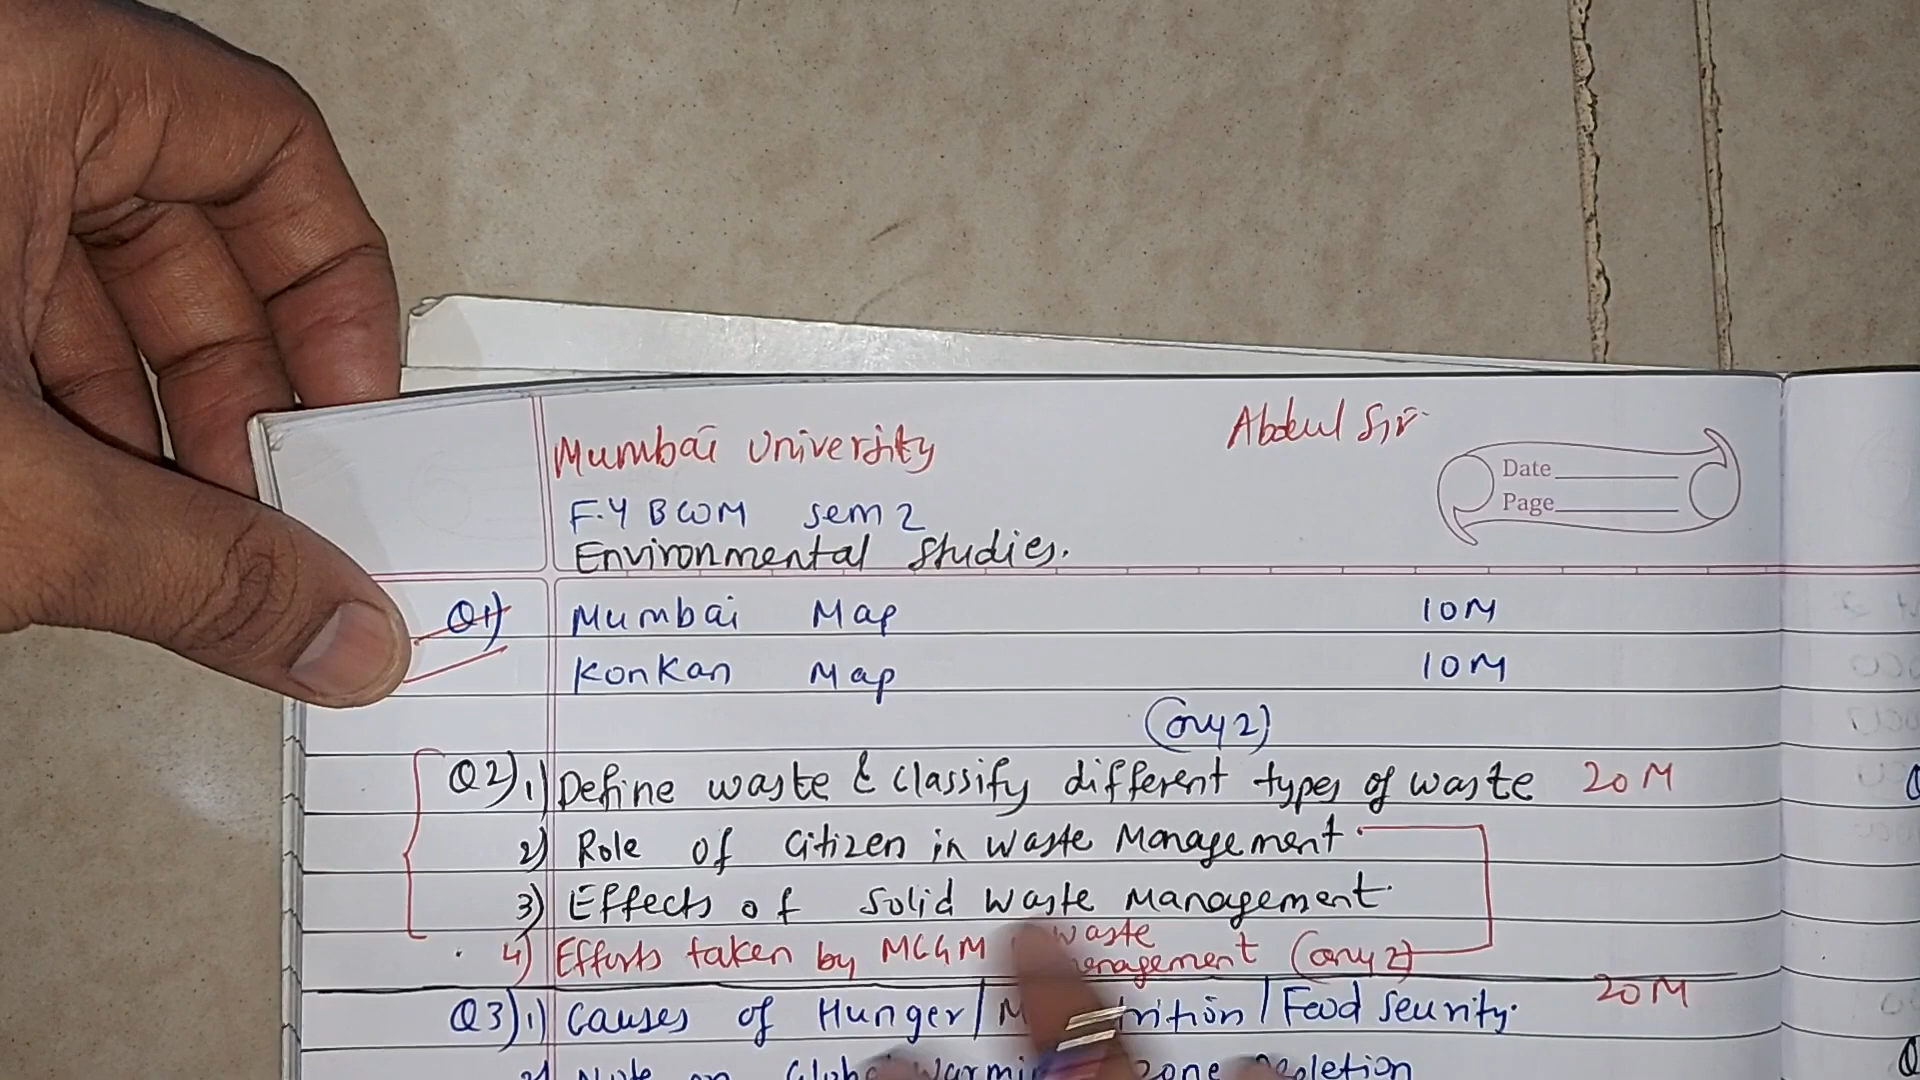 Mumbai University
Abdul Sir
Date
Page
F.Y BCOM sem 2
Environmental Studies.
Q1) Mumbai Map 10M
Konkan Map 10M
(any 2)
Q2) 1) Define waste & Classify different types of waste 20M
2) Role of Citizen in Waste Management.
3) Effects of Solid Waste Management.
4) Efforts taken by MCGM waste
(any 2)
Q3) 1) Causes of Hunger / / Food Seurity. 20M
on